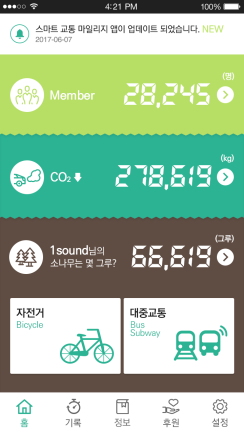 4:21 PM
100%
스마트 교통 마일리지 앱이 업데이트 되었습니다. NEW
2017-06-07
(명)
Member 28,245
(kg)
CO₂ 278,619
(그루)
1sound님의
소나무는 몇 그루? 66,619
자전거
Bicycle
대중교통
Bus
Subway
홈 기록 정보 후원 설정